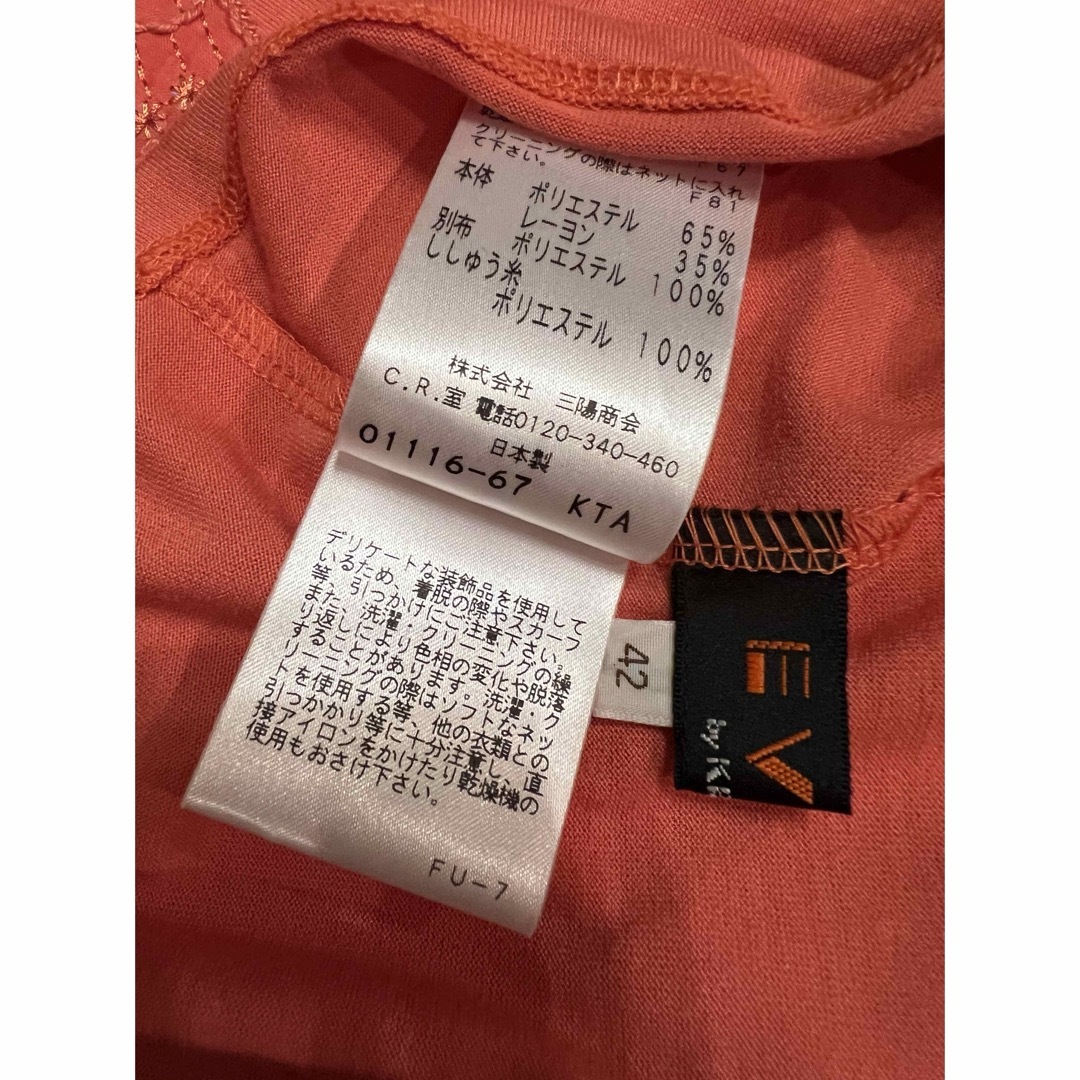 クリーニングの際はネットに入れ
て下さい。 F81
本体 ポリエステル 65%
レーヨン 35%
別布 ポリエステル 100%
ししゅう糸
ポリエステル 100%
株式会社 三陽商会
C.R.室 電話0120-340-460
日本製
01116-67 KTA
デリケートな装飾品を使用して
いるため、着脱の際やスカーフ
等、引っかけにご注意下さい。
また、洗濯・クリーニングの繰
り返しにより色相の変化や脱落
することがあります。洗濯・ク
リーニングの際はソフトなネッ
トを使用する等、他の衣類との
引っかかり等に十分注意し、直
接アイロンをかけたり乾燥機の
使用もおさけ下さい。
FU-7
42
EV
by K